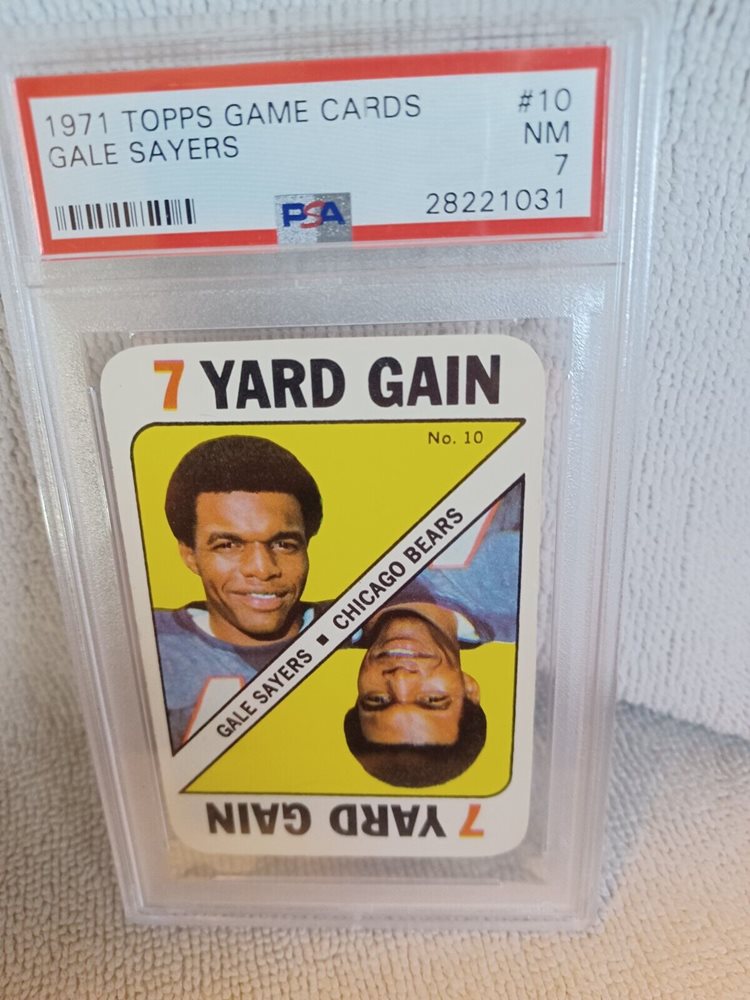 1971 TOPPS GAME CARDS #10
GALE SAYERS NM
7
PSA 28221031
7 YARD GAIN
No. 10
GALE SAYERS ▪ CHICAGO BEARS
7 YARD GAIN